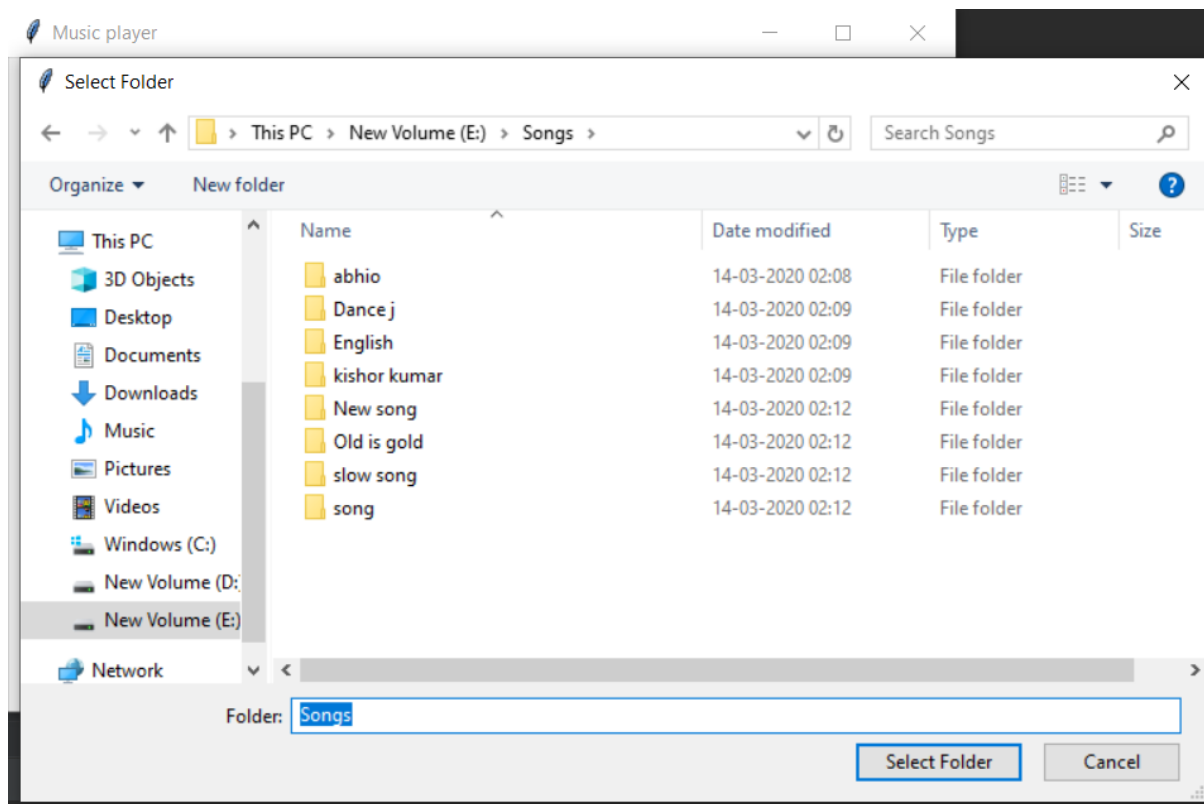 Music player
Select Folder
This PC > New Volume (E:) > Songs >
Search Songs
Organize
New folder
?
Name Date modified Type Size
This PC
3D Objects
Desktop
Documents
Downloads
Music
Pictures
Videos
Windows (C:)
New Volume (D:
New Volume (E:)
Network
abhio 14-03-2020 02:08 File folder
Dance j 14-03-2020 02:09 File folder
English 14-03-2020 02:09 File folder
kishor kumar 14-03-2020 02:09 File folder
New song 14-03-2020 02:12 File folder
Old is gold 14-03-2020 02:12 File folder
slow song 14-03-2020 02:12 File folder
song 14-03-2020 02:12 File folder
Folder: Songs
Select Folder Cancel